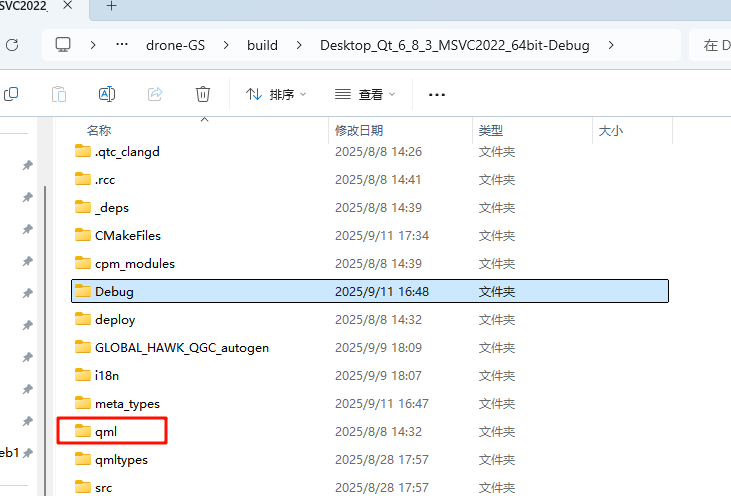 SVC2022_
drone-GS build Desktop_Qt_6_8_3_MSVC2022_64bit-Debug 在 D
排序 查看
名称 修改日期 类型 大小
.qtc_clangd 2025/8/8 14:26 文件夹
.rcc 2025/8/8 14:41 文件夹
_deps 2025/8/8 14:39 文件夹
CMakeFiles 2025/9/11 17:34 文件夹
cpm_modules 2025/8/8 14:39 文件夹
Debug 2025/9/11 16:48 文件夹
deploy 2025/8/8 14:32 文件夹
GLOBAL_HAWK_QGC_autogen 2025/9/9 18:09 文件夹
i18n 2025/9/9 18:07 文件夹
meta_types 2025/9/11 16:47 文件夹
qml 2025/8/8 14:32 文件夹
eb1 qmltypes 2025/8/28 17:57 文件夹
src 2025/8/28 17:57 文件夹